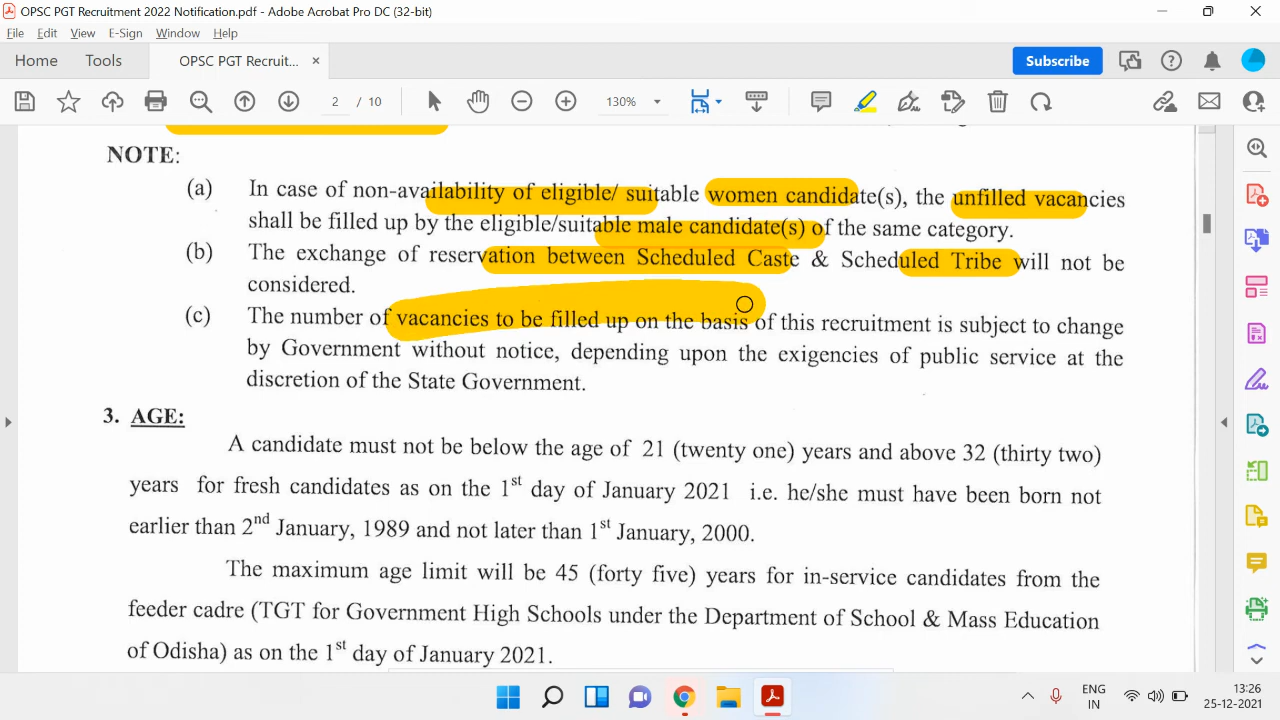 OPSC PGT Recruitment 2022 Notification.pdf - Adobe Acrobat Pro DC (32-bit)
File Edit View E-Sign Window Help
Home Tools OPSC PGT Recruit... × Subscribe
2 / 10 130%
NOTE:
(a) In case of non-availability of eligible/ suitable women candidate(s), the unfilled vacancies
shall be filled up by the eligible/suitable male candidate(s) of the same category.
(b) The exchange of reservation between Scheduled Caste & Scheduled Tribe will not be
considered.
(c) The number of vacancies to be filled up on the basis of this recruitment is subject to change
by Government without notice, depending upon the exigencies of public service at the
discretion of the State Government.
3. AGE:
A candidate must not be below the age of 21 (twenty one) years and above 32 (thirty two)
years for fresh candidates as on the 1st day of January 2021 i.e. he/she must have been born not
earlier than 2nd January, 1989 and not later than 1st January, 2000.
The maximum age limit will be 45 (forty five) years for in-service candidates from the
feeder cadre (TGT for Government High Schools under the Department of School & Mass Education
of Odisha) as on the 1st day of January 2021.
ENG 13:26
IN 25-12-2021